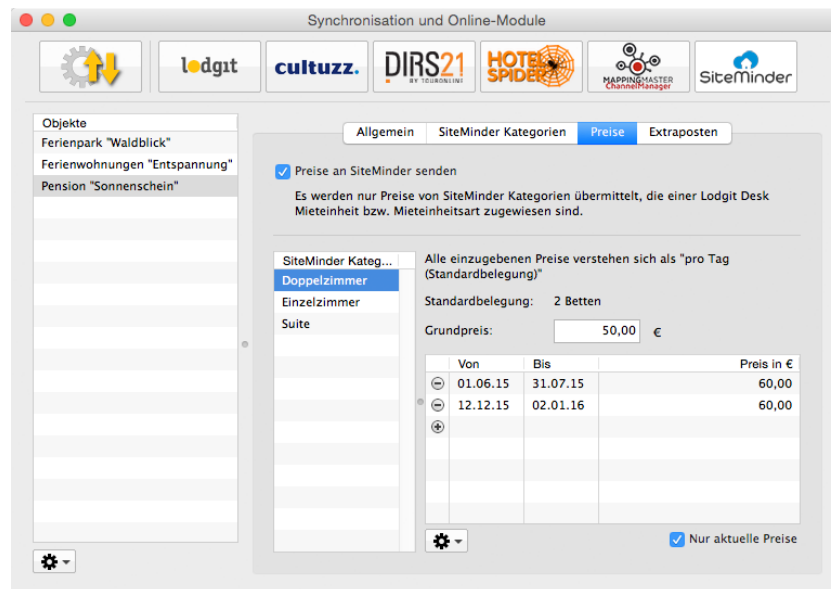 Synchronisation und Online-Module
lodgit
cultuzz.
DIRS21
BY TOURONLINE
HOTEL
SPIDER
MAPPINGMASTER
ChannelManager
SiteMinder
Objekte
Ferienpark "Waldblick"
Ferienwohnungen "Entspannung"
Pension "Sonnenschein"
Allgemein SiteMinder Kategorien Preise Extraposten
Preise an SiteMinder senden
Es werden nur Preise von SiteMinder Kategorien übermittelt, die einer Lodgit Desk
Mieteinheit bzw. Mieteinheitsart zugewiesen sind.
SiteMinder Kateg...
Doppelzimmer
Einzelzimmer
Suite
Alle einzugebenen Preise verstehen sich als "pro Tag
(Standardbelegung)"
Standardbelegung: 2 Betten
Grundpreis: 50,00 €
Von Bis Preis in €
01.06.15 31.07.15 60,00
12.12.15 02.01.16 60,00
Nur aktuelle Preise